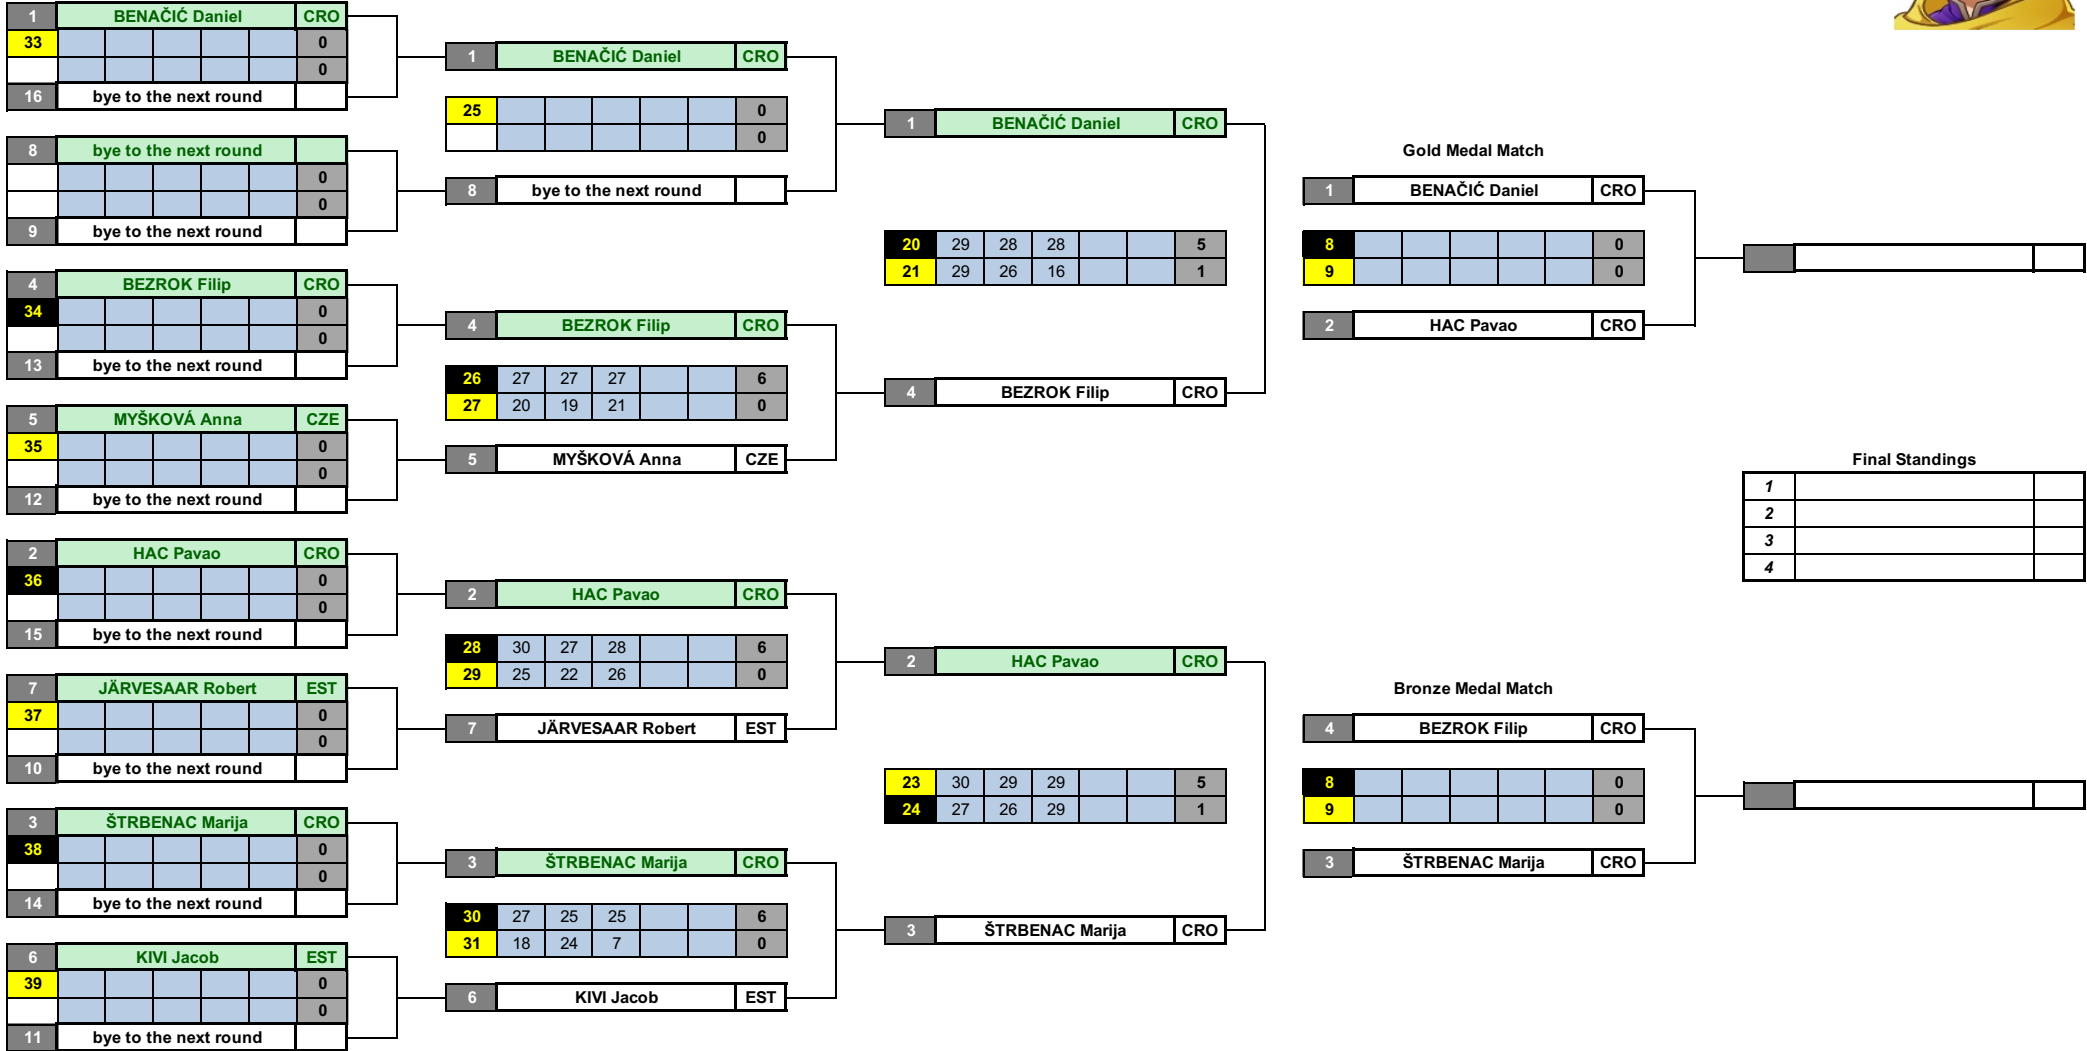 1 BENAČIĆ Daniel CRO
33 0
0
16 bye to the next round
8 bye to the next round
0
0
9 bye to the next round
4 BEZROK Filip CRO
34 0
0
13 bye to the next round
5 MYŠKOVÁ Anna CZE
35 0
0
12 bye to the next round
2 HAC Pavao CRO
36 0
0
15 bye to the next round
7 JÄRVESAAR Robert EST
37 0
0
10 bye to the next round
3 ŠTRBENAC Marija CRO
38 0
0
14 bye to the next round
6 KIVI Jacob EST
39 0
0
11 bye to the next round
1 BENAČIĆ Daniel CRO
25 0
0
8 bye to the next round
4 BEZROK Filip CRO
26 27 27 27 6
27 20 19 21 0
5 MYŠKOVÁ Anna CZE
2 HAC Pavao CRO
28 30 27 28 6
29 25 22 26 0
7 JÄRVESAAR Robert EST
3 ŠTRBENAC Marija CRO
30 27 25 25 6
31 18 24 7 0
6 KIVI Jacob EST
1 BENAČIĆ Daniel CRO
20 29 28 28 5
21 29 26 16 1
4 BEZROK Filip CRO
2 HAC Pavao CRO
23 30 29 29 5
24 27 26 29 1
3 ŠTRBENAC Marija CRO
Gold Medal Match
1 BENAČIĆ Daniel CRO
8 0
9 0
2 HAC Pavao CRO
Bronze Medal Match
4 BEZROK Filip CRO
8 0
9 0
3 ŠTRBENAC Marija CRO
Final Standings
1
2
3
4